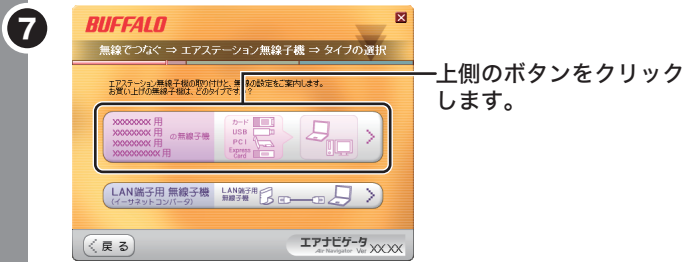 7
BUFFALO
無線でつなぐ ⇒ エアステーション無線子機 ⇒ タイプの選択
エアステーション無線子機の取り付けと、無線の設定をご案内します。
お買い上げの無線子機は、どのタイプですか?
XXXXXXXX 用
XXXXXXXX 用
XXXXXXXX 用
XXXXXXXXXX 用
の無線子機
カード
USB
PCI
Express
Card
上側のボタンをクリック
します。
LAN端子用 無線子機
(イーサネットコンバータ)
LAN端子用
無線子機
戻る
エアナビゲータ
Air Navigator Ver XX.XX